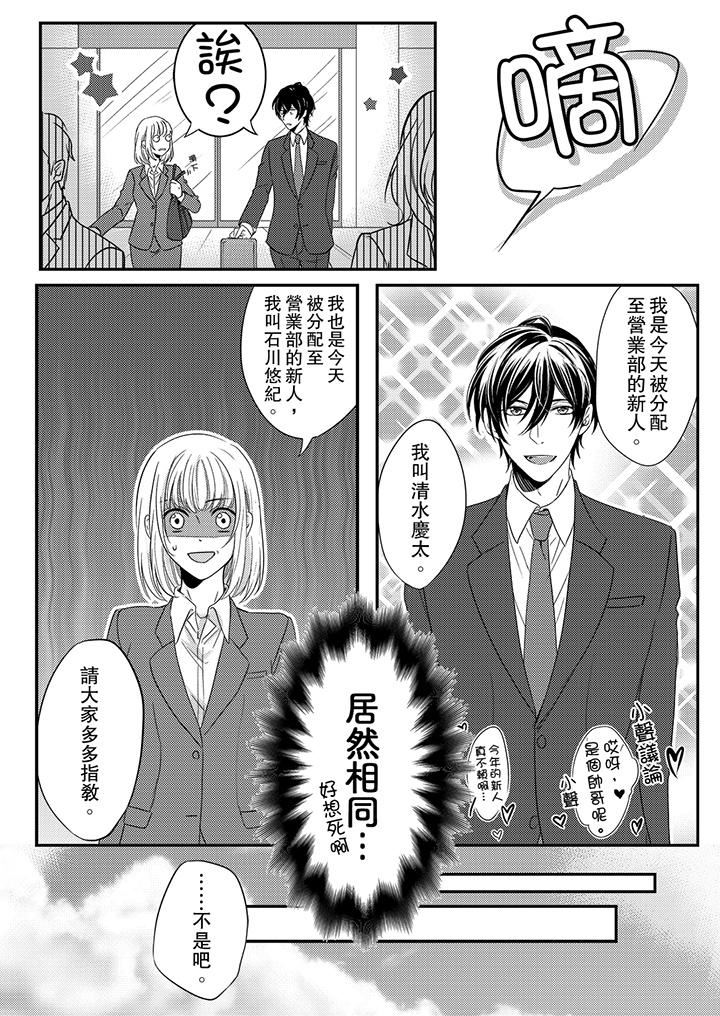 嘀
誒？
我是今天被分配
至營業部的新人。
我叫清水慶太。
小聲議論
哎呀，
是個帥哥呢。
小聲
今年的新人
真不賴啊…
我也是今天
被分配至
營業部的新人，
我叫石川悠紀。
請大家多多指教。
居然相同…
好想死啊
……不是吧。